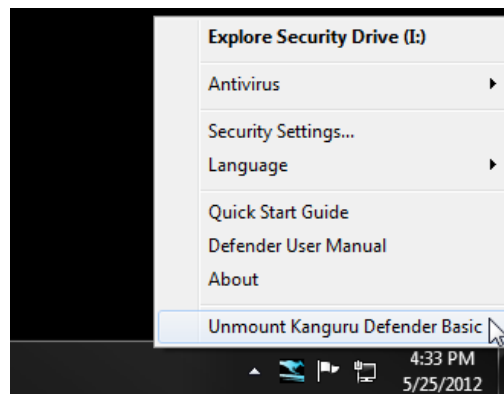 Explore Security Drive (I:)
Antivirus
Security Settings...
Language
Quick Start Guide
Defender User Manual
About
Unmount Kanguru Defender Basic
4:33 PM
5/25/2012